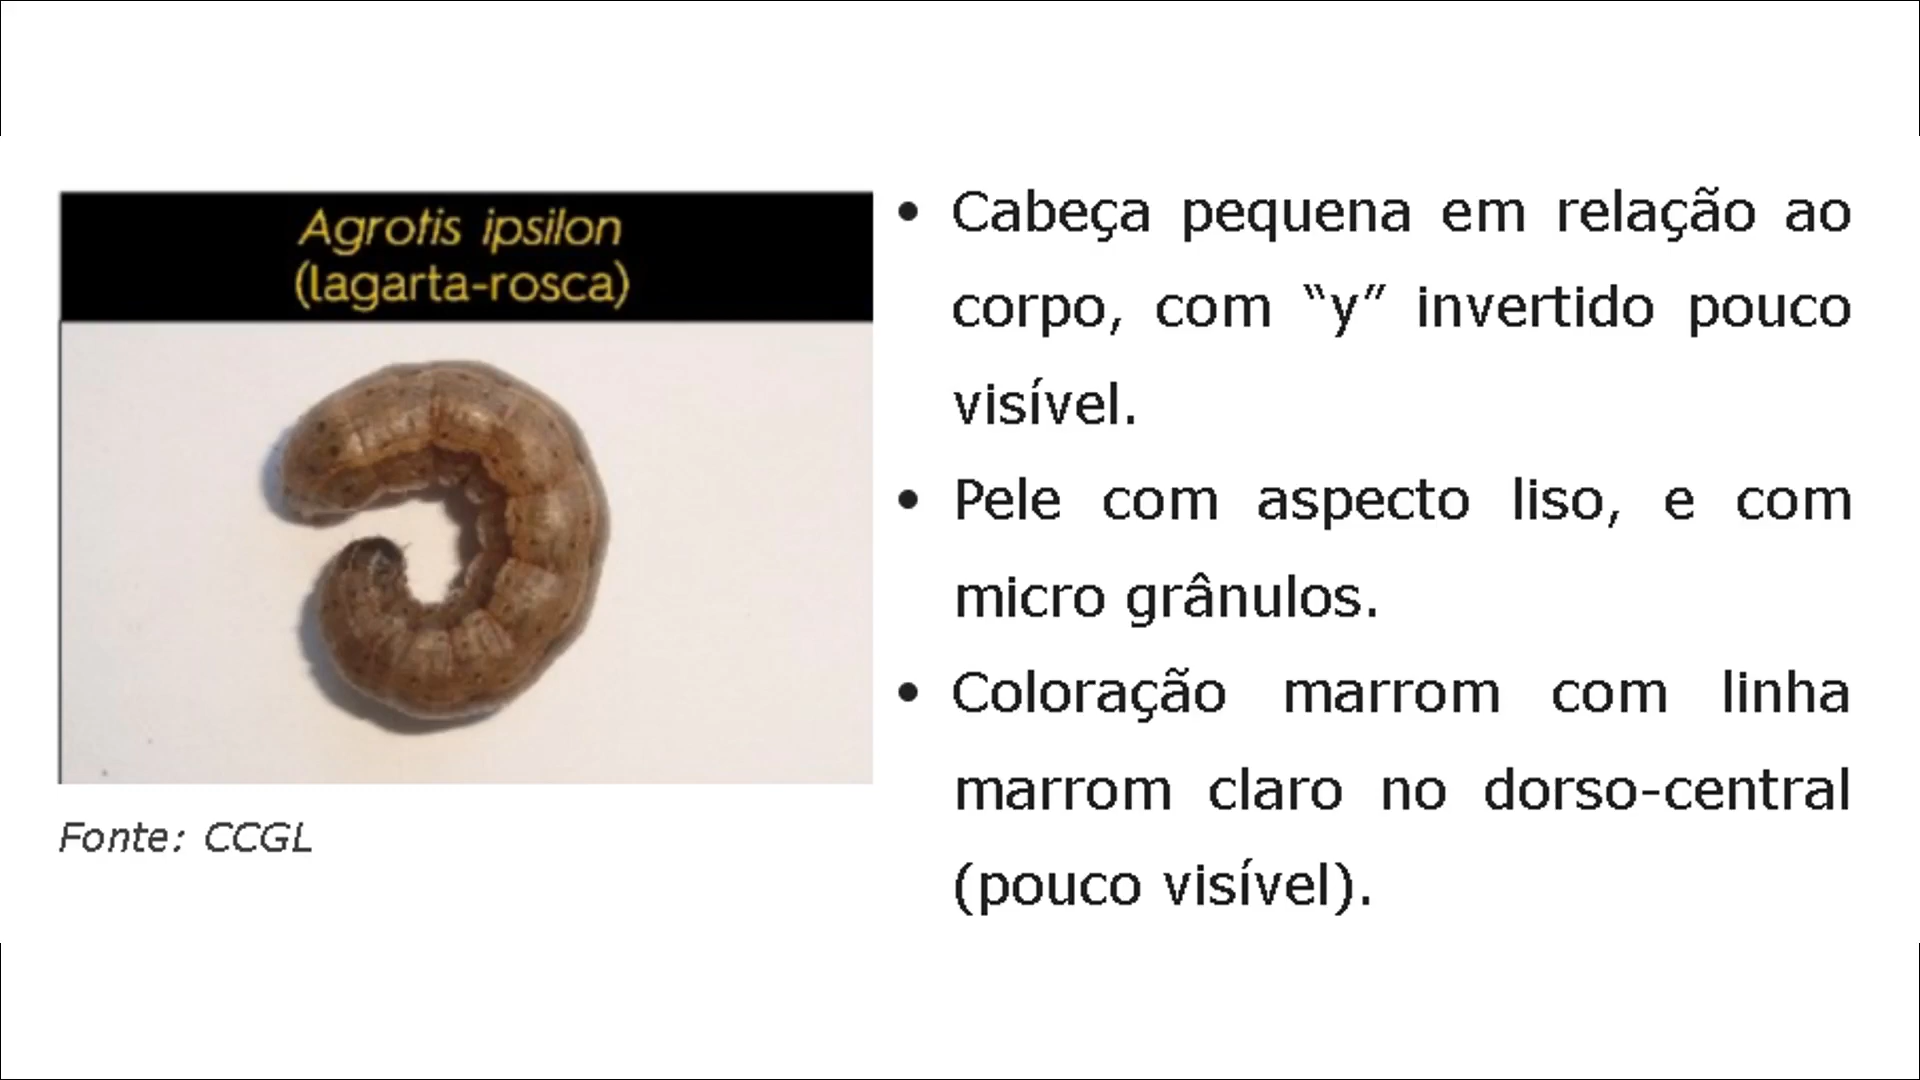 Agrotis ipsilon
(lagarta-rosca)
Fonte: CCGL
• Cabeça pequena em relação ao
corpo, com “y” invertido pouco
visível.
• Pele com aspecto liso, e com
micro grânulos.
• Coloração marrom com linha
marrom claro no dorso-central
(pouco visível).